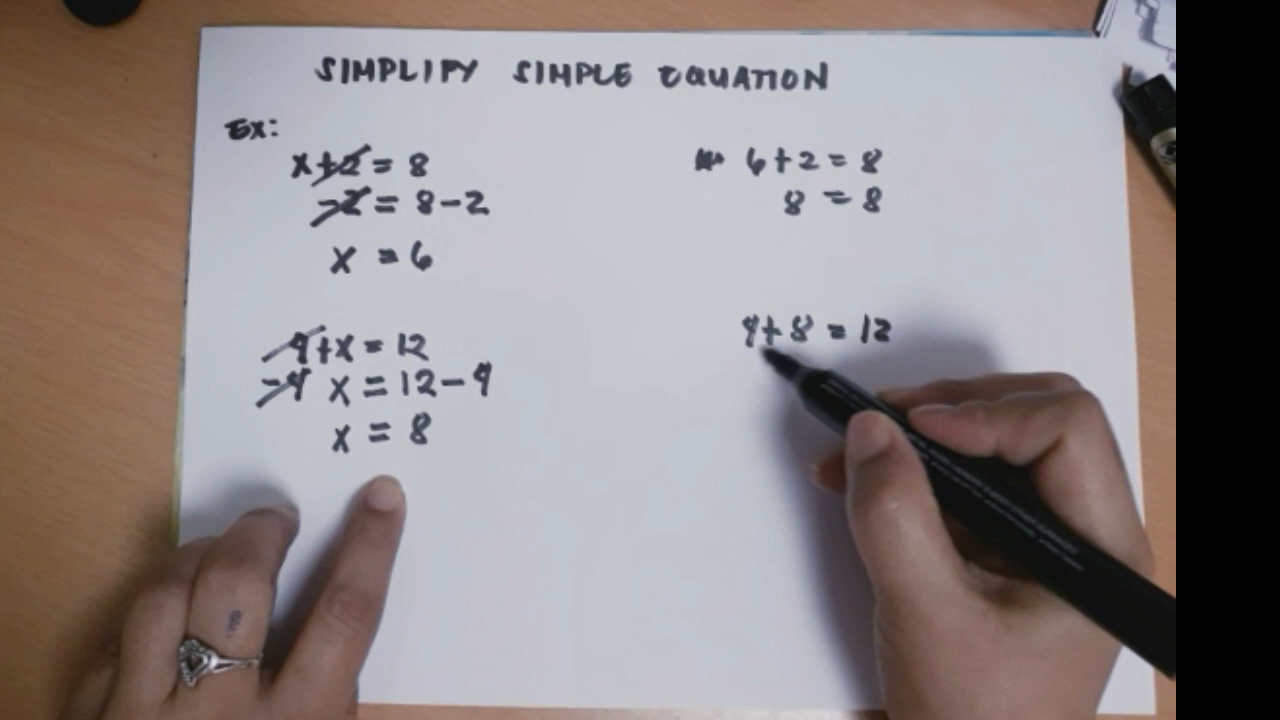 SIMPLIFY SIMPLE EQUATION
Ex:
x+2 = 8
-2 = 8-2
x = 6
4+x = 12
-4 x = 12-4
x = 8
6+2 = 8
8 = 8
4+8 = 12